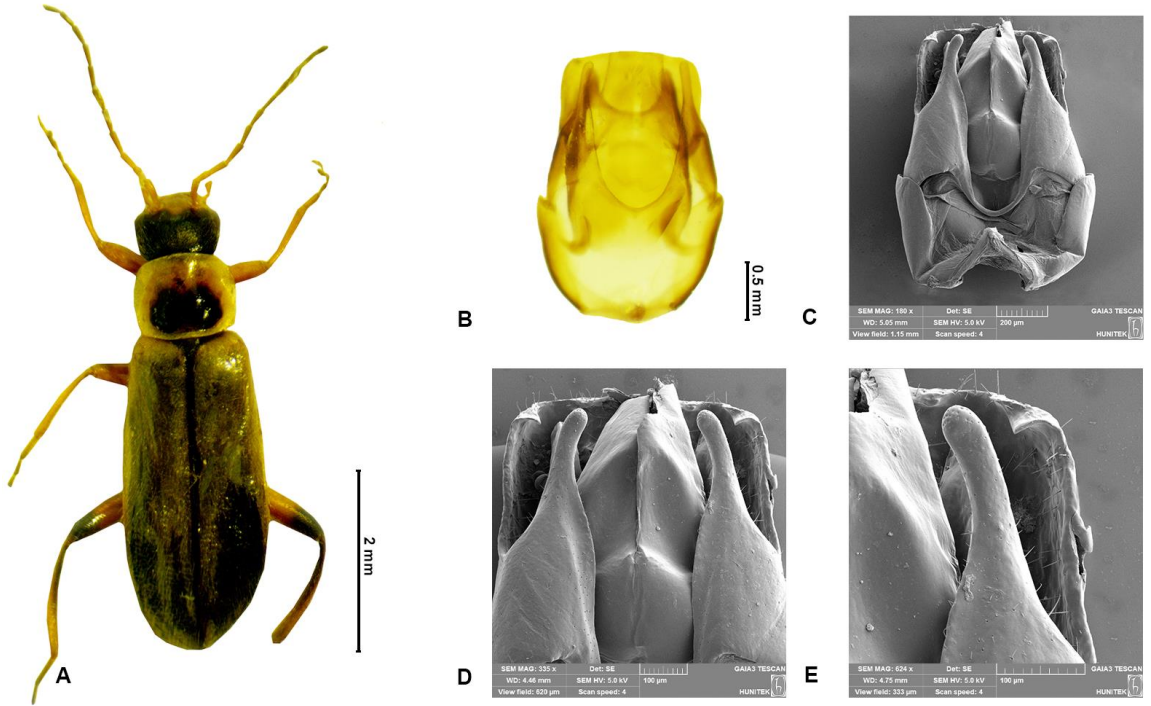 A
2 mm
B
0.5 mm
C
SEM MAG: 180 x Det: SE GAIA3 TESCAN
WD: 5.05 mm SEM HV: 5.0 kV 200 µm
View field: 1.15 mm Scan speed: 4 HUNITEK
D
SEM MAG: 335 x Det: SE GAIA3 TESCAN
WD: 4.46 mm SEM HV: 5.0 kV 100 µm
View field: 620 µm Scan speed: 4 HUNITEK
E
SEM MAG: 624 x Det: SE GAIA3 TESCAN
WD: 4.75 mm SEM HV: 5.0 kV 100 µm
View field: 333 µm Scan speed: 4 HUNITEK